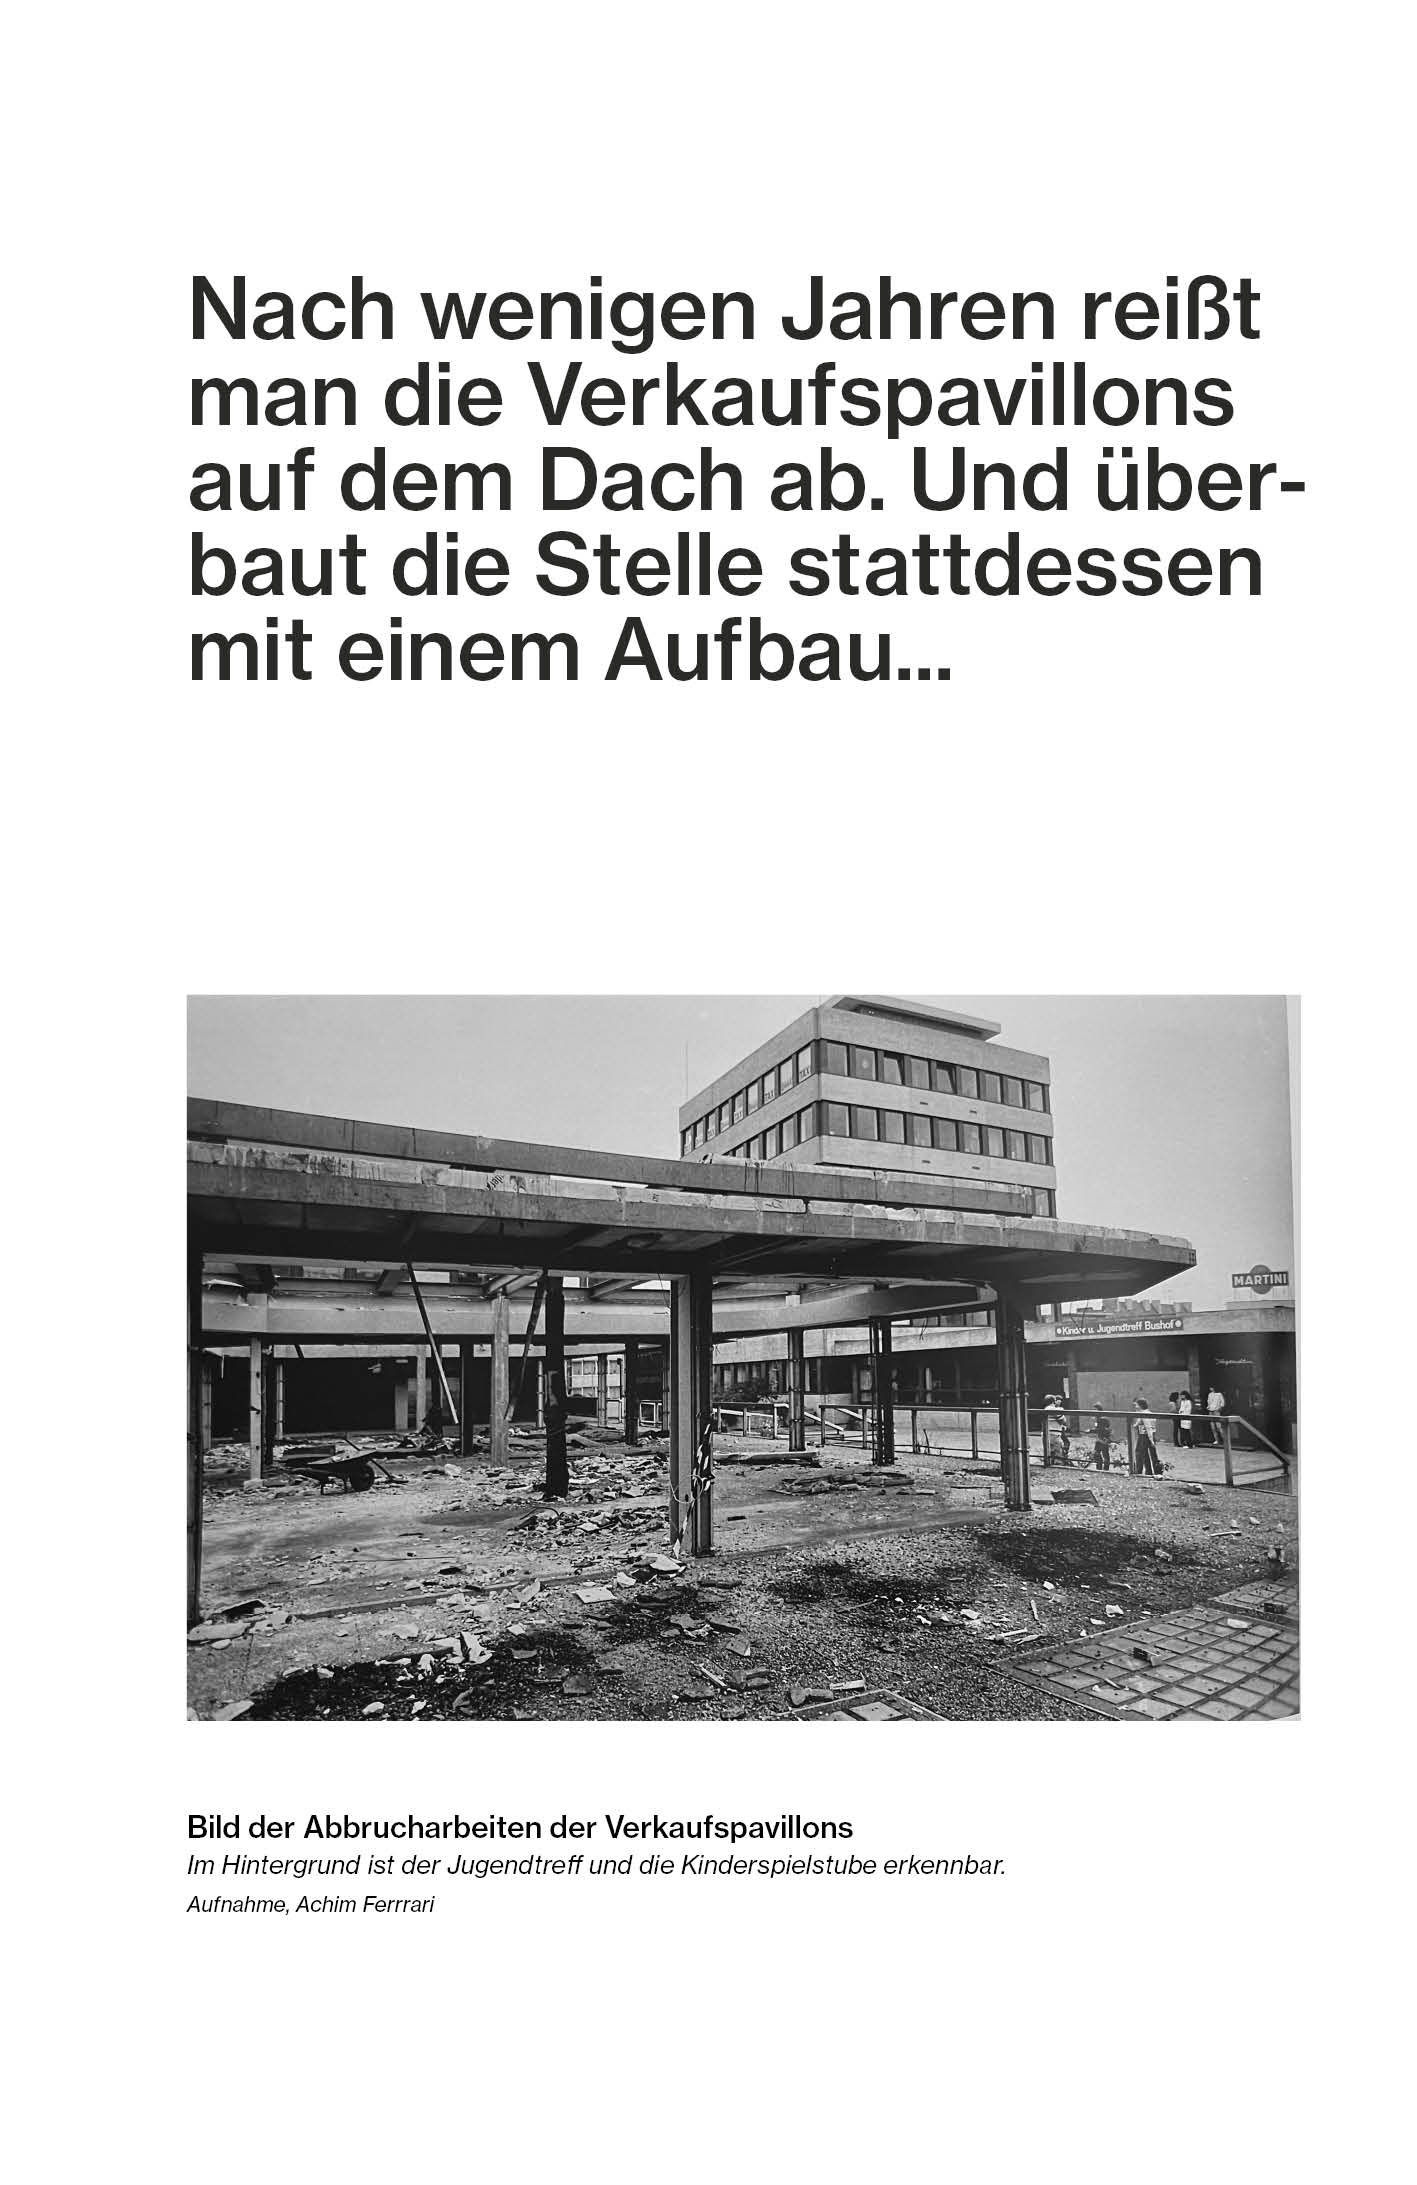 Nach wenigen Jahren reißt
man die Verkaufspavillons
auf dem Dach ab. Und über-
baut die Stelle stattdessen
mit einem Aufbau...
MARTINI
Kinder u. Jugendtreff Bushof
Bild der Abbrucharbeiten der Verkaufspavillons
Im Hintergrund ist der Jugendtreff und die Kinderspielstube erkennbar.
Aufnahme, Achim Ferrrari